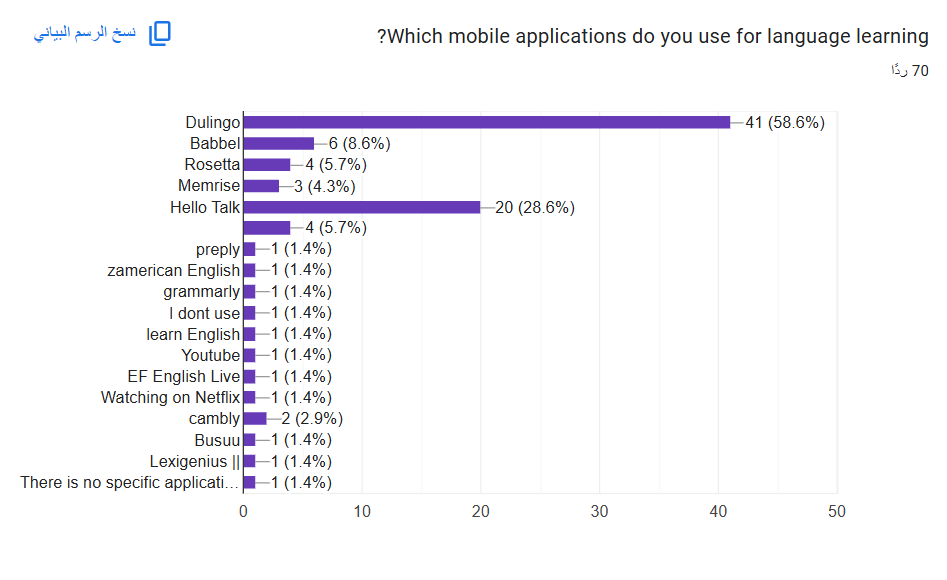 نسخ الرسم البياني
?Which mobile applications do you use for language learning
70 ردًا
Dulingo 41 (58.6%)
Babbel 6 (8.6%)
Rosetta 4 (5.7%)
Memrise 3 (4.3%)
Hello Talk 20 (28.6%)
4 (5.7%)
preply 1 (1.4%)
zamerican English 1 (1.4%)
grammarly 1 (1.4%)
I dont use 1 (1.4%)
learn English 1 (1.4%)
Youtube 1 (1.4%)
EF English Live 1 (1.4%)
Watching on Netflix 1 (1.4%)
cambly 2 (2.9%)
Busuu 1 (1.4%)
Lexigenius || 1 (1.4%)
There is no specific applicati… 1 (1.4%)
0 10 20 30 40 50